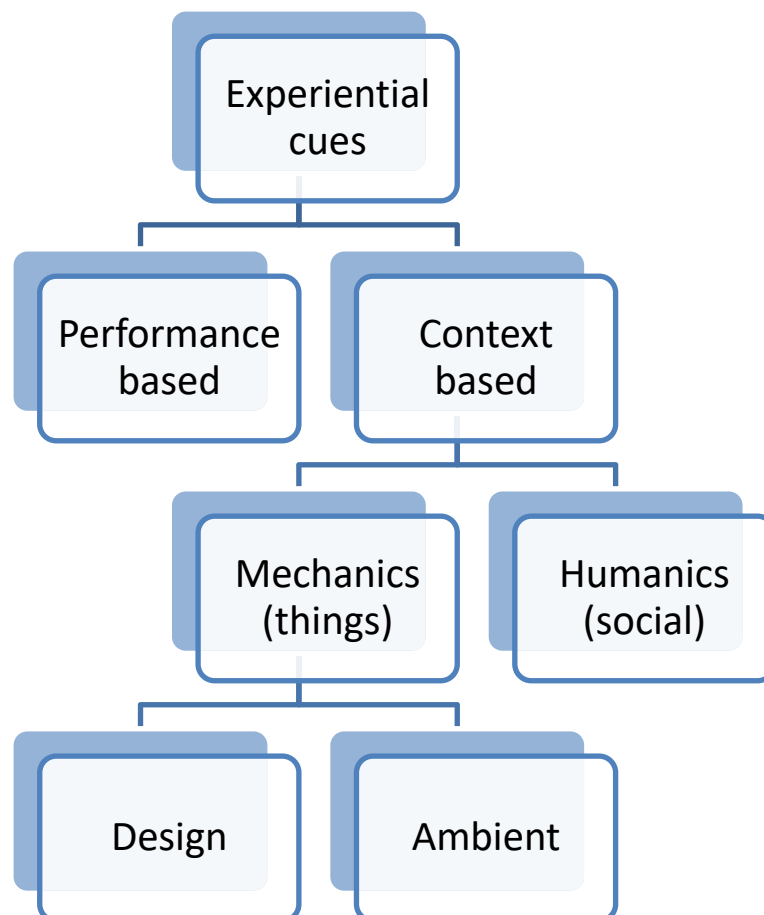 Experiential
cues
Performance
based
Context
based
Mechanics
(things)
Humanics
(social)
Design
Ambient